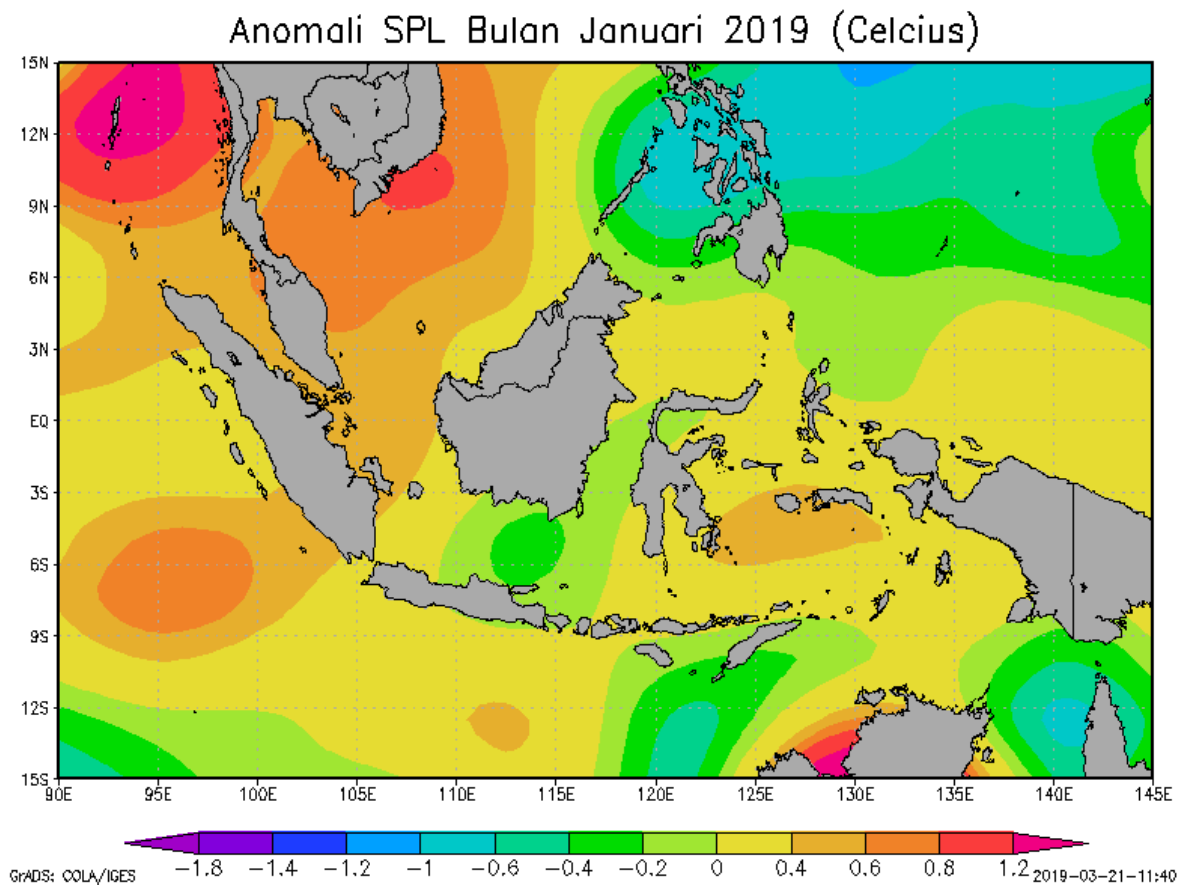 Anomali SPL Bulan Januari 2019 (Celcius)
15N
12N
9N
6N
3N
EQ
3S
6S
9S
12S
15S
90E 95E 100E 105E 110E 115E 120E 125E 130E 135E 140E 145E
-1.8 -1.4 -1.2 -1 -0.8 -0.6 -0.4 -0.2 0 0.4 0.6 0.8 1.2
GrADS: COLA/IGES 2019-03-21-11:40